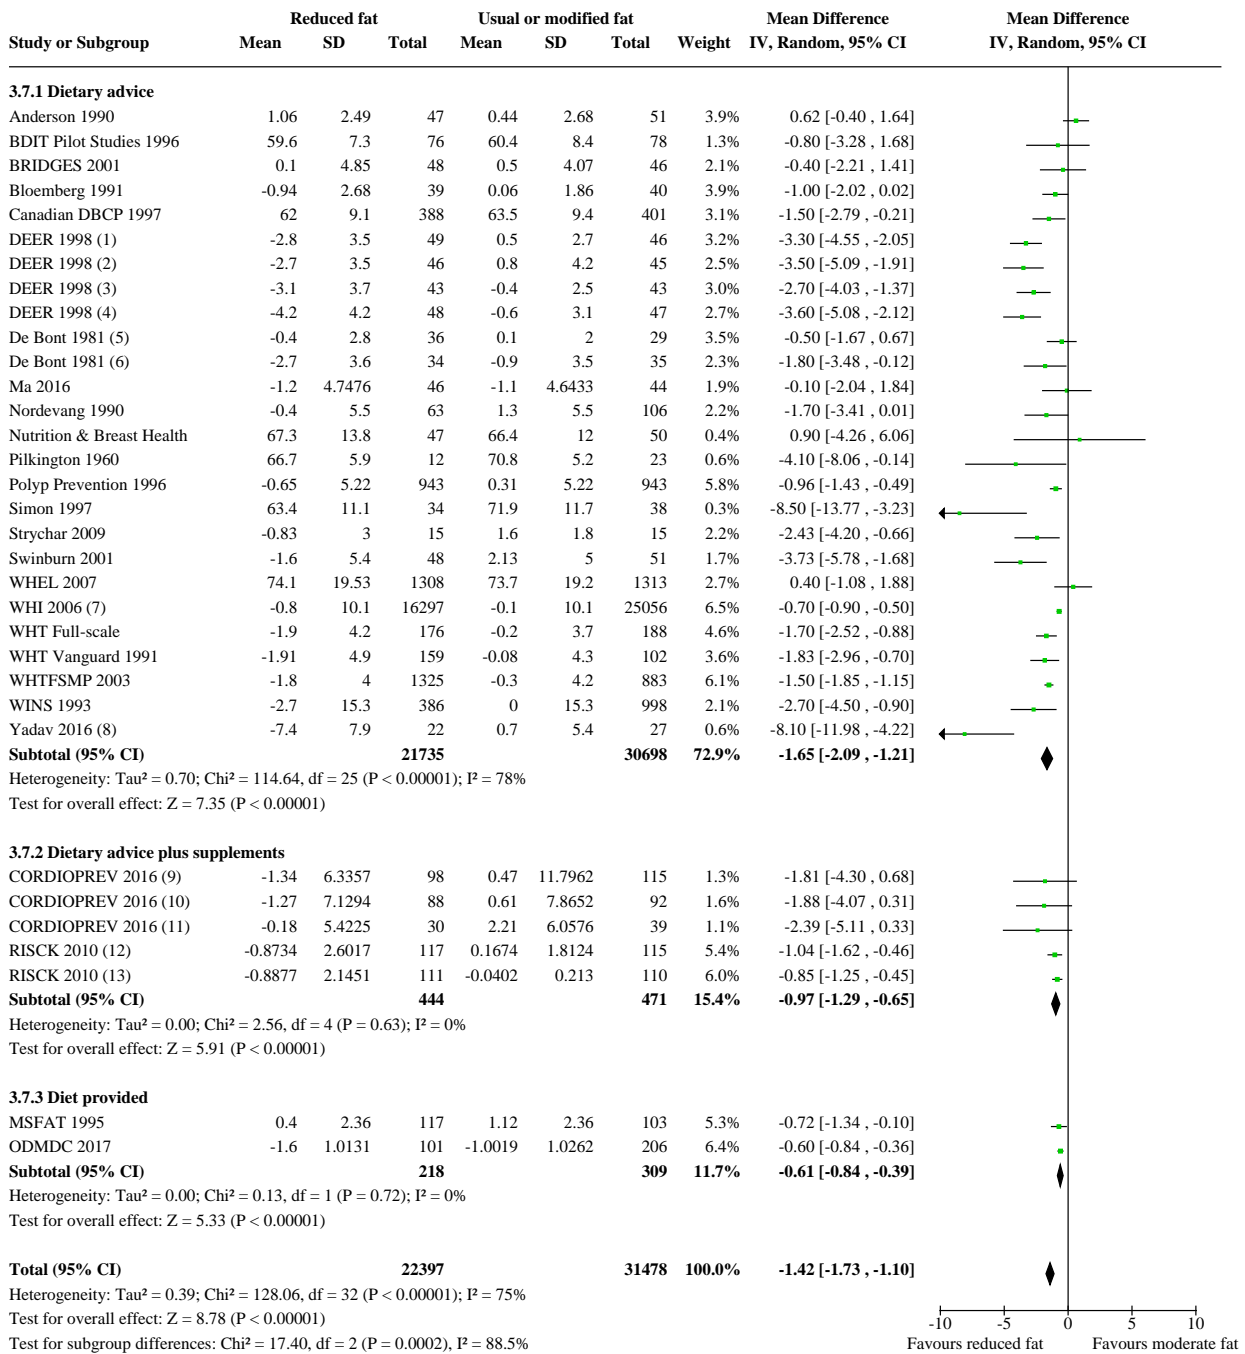 Reduced fat Usual or modified fat Mean Difference Mean Difference
Study or Subgroup Mean SD Total Mean SD Total Weight IV, Random, 95% CI IV, Random, 95% CI
3.7.1 Dietary advice
Anderson 1990 1.06 2.49 47 0.44 2.68 51 3.9% 0.62 [-0.40 , 1.64]
BDIT Pilot Studies 1996 59.6 7.3 76 60.4 8.4 78 1.3% -0.80 [-3.28 , 1.68]
BRIDGES 2001 0.1 4.85 48 0.5 4.07 46 2.1% -0.40 [-2.21 , 1.41]
Bloemberg 1991 -0.94 2.68 39 0.06 1.86 40 3.9% -1.00 [-2.02 , 0.02]
Canadian DBCP 1997 62 9.1 388 63.5 9.4 401 3.1% -1.50 [-2.79 , -0.21]
DEER 1998 (1) -2.8 3.5 49 0.5 2.7 46 3.2% -3.30 [-4.55 , -2.05]
DEER 1998 (2) -2.7 3.5 46 0.8 4.2 45 2.5% -3.50 [-5.09 , -1.91]
DEER 1998 (3) -3.1 3.7 43 -0.4 2.5 43 3.0% -2.70 [-4.03 , -1.37]
DEER 1998 (4) -4.2 4.2 48 -0.6 3.1 47 2.7% -3.60 [-5.08 , -2.12]
De Bont 1981 (5) -0.4 2.8 36 0.1 2 29 3.5% -0.50 [-1.67 , 0.67]
De Bont 1981 (6) -2.7 3.6 34 -0.9 3.5 35 2.3% -1.80 [-3.48 , -0.12]
Ma 2016 -1.2 4.7476 46 -1.1 4.6433 44 1.9% -0.10 [-2.04 , 1.84]
Nordevang 1990 -0.4 5.5 63 1.3 5.5 106 2.2% -1.70 [-3.41 , 0.01]
Nutrition & Breast Health 67.3 13.8 47 66.4 12 50 0.4% 0.90 [-4.26 , 6.06]
Pilkington 1960 66.7 5.9 12 70.8 5.2 23 0.6% -4.10 [-8.06 , -0.14]
Polyp Prevention 1996 -0.65 5.22 943 0.31 5.22 943 5.8% -0.96 [-1.43 , -0.49]
Simon 1997 63.4 11.1 34 71.9 11.7 38 0.3% -8.50 [-13.77 , -3.23]
Strychar 2009 -0.83 3 15 1.6 1.8 15 2.1% -2.43 [-4.20 , -0.66]
Swinburn 2001 -1.6 5.4 48 2.13 5 51 1.7% -3.73 [-5.78 , -1.68]
WHEL 2007 74.1 19.53 1308 73.7 19.2 1313 2.7% 0.40 [-1.08 , 1.88]
WHI 2006 (7) -0.8 10.1 16297 -0.1 10.1 25056 6.5% -0.70 [-0.90 , -0.50]
WHT Full-scale -1.9 4.2 176 -0.2 3.7 188 4.6% -1.70 [-2.52 , -0.88]
WHT Vanguard 1991 -1.91 4.9 159 -0.08 4.3 102 3.6% -1.83 [-2.96 , -0.70]
WHTFSMP 2003 -1.8 4 1325 -0.3 4.2 883 6.1% -1.50 [-1.85 , -1.15]
WINS 1993 -2.7 15.3 386 0 15.3 998 2.1% -2.70 [-4.50 , -0.90]
Yadav 2016 (8) -7.4 7.9 22 0.7 5.4 27 0.6% -8.10 [-11.98 , -4.22]
Subtotal (95% CI) 21735 30698 72.9% -1.65 [-2.09 , -1.21]
Heterogeneity: Tau² = 0.70; Chi² = 114.64, df = 25 (P < 0.00001); I² = 78%
Test for overall effect: Z = 7.35 (P < 0.00001)
3.7.2 Dietary advice plus supplements
CORDIOPREV 2016 (9) -1.34 6.3357 98 0.47 11.7962 115 1.3% -1.81 [-4.30 , 0.68]
CORDIOPREV 2016 (10) -1.27 7.1294 88 0.61 7.8652 92 1.6% -1.88 [-4.07 , 0.31]
CORDIOPREV 2016 (11) -0.18 5.4225 30 2.21 6.0576 39 1.1% -2.39 [-5.11 , 0.33]
RISCK 2010 (12) -0.8734 2.6017 117 0.1674 1.8124 115 5.4% -1.04 [-1.62 , -0.46]
RISCK 2010 (13) -0.8877 2.1451 111 -0.0402 0.213 110 6.0% -0.85 [-1.25 , -0.45]
Subtotal (95% CI) 444 471 15.4% -0.97 [-1.29 , -0.65]
Heterogeneity: Tau² = 0.00; Chi² = 2.56, df = 4 (P = 0.63); I² = 0%
Test for overall effect: Z = 5.91 (P < 0.00001)
3.7.3 Diet provided
MSFAT 1995 0.4 2.36 117 1.12 2.36 103 5.3% -0.72 [-1.34 , -0.10]
ODMDC 2017 -1.6 1.0131 101 -1.0019 1.0262 206 6.4% -0.60 [-0.84 , -0.36]
Subtotal (95% CI) 218 309 11.7% -0.61 [-0.84 , -0.39]
Heterogeneity: Tau² = 0.00; Chi² = 0.13, df = 1 (P = 0.72); I² = 0%
Test for overall effect: Z = 5.33 (P < 0.00001)
Total (95% CI) 22397 31478 100.0% -1.42 [-1.73 , -1.10]
Heterogeneity: Tau² = 0.39; Chi² = 128.06, df = 32 (P < 0.00001); I² = 75%
Test for overall effect: Z = 8.78 (P < 0.00001)
-10 -5 0 5 10
Test for subgroup differences: Chi² = 17.40, df = 2 (P = 0.0002), I² = 88.5% Favours reduced fat Favours moderate fat